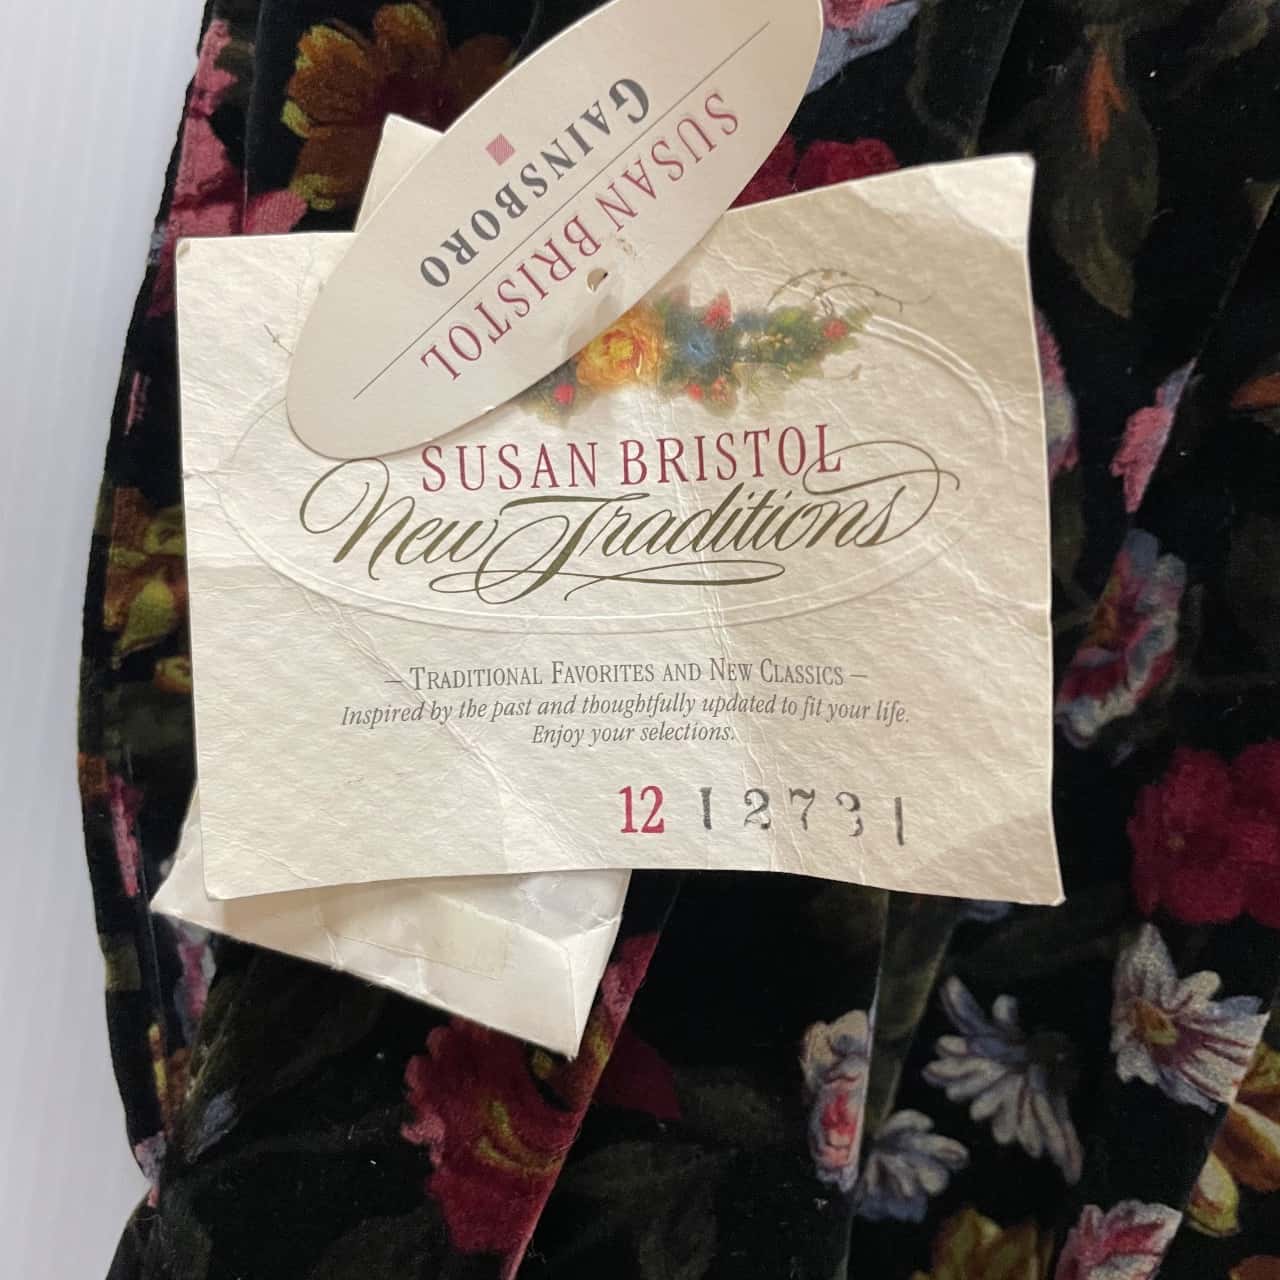 GAINSBORO
SUSAN BRISTOL
SUSAN BRISTOL
New Traditions
— TRADITIONAL FAVORITES AND NEW CLASSICS —
Inspired by the past and thoughtfully updated to fit your life.
Enjoy your selections.
12 12731